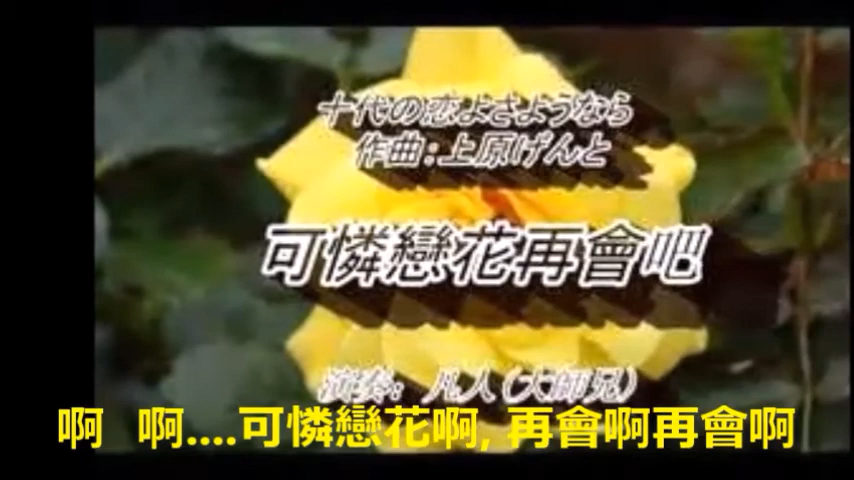 十代の恋よさようなら
作曲：上原げんと
可憐戀花再會吧
演奏： 凡人（大師兄）
啊 啊....可憐戀花啊, 再會啊再會啊